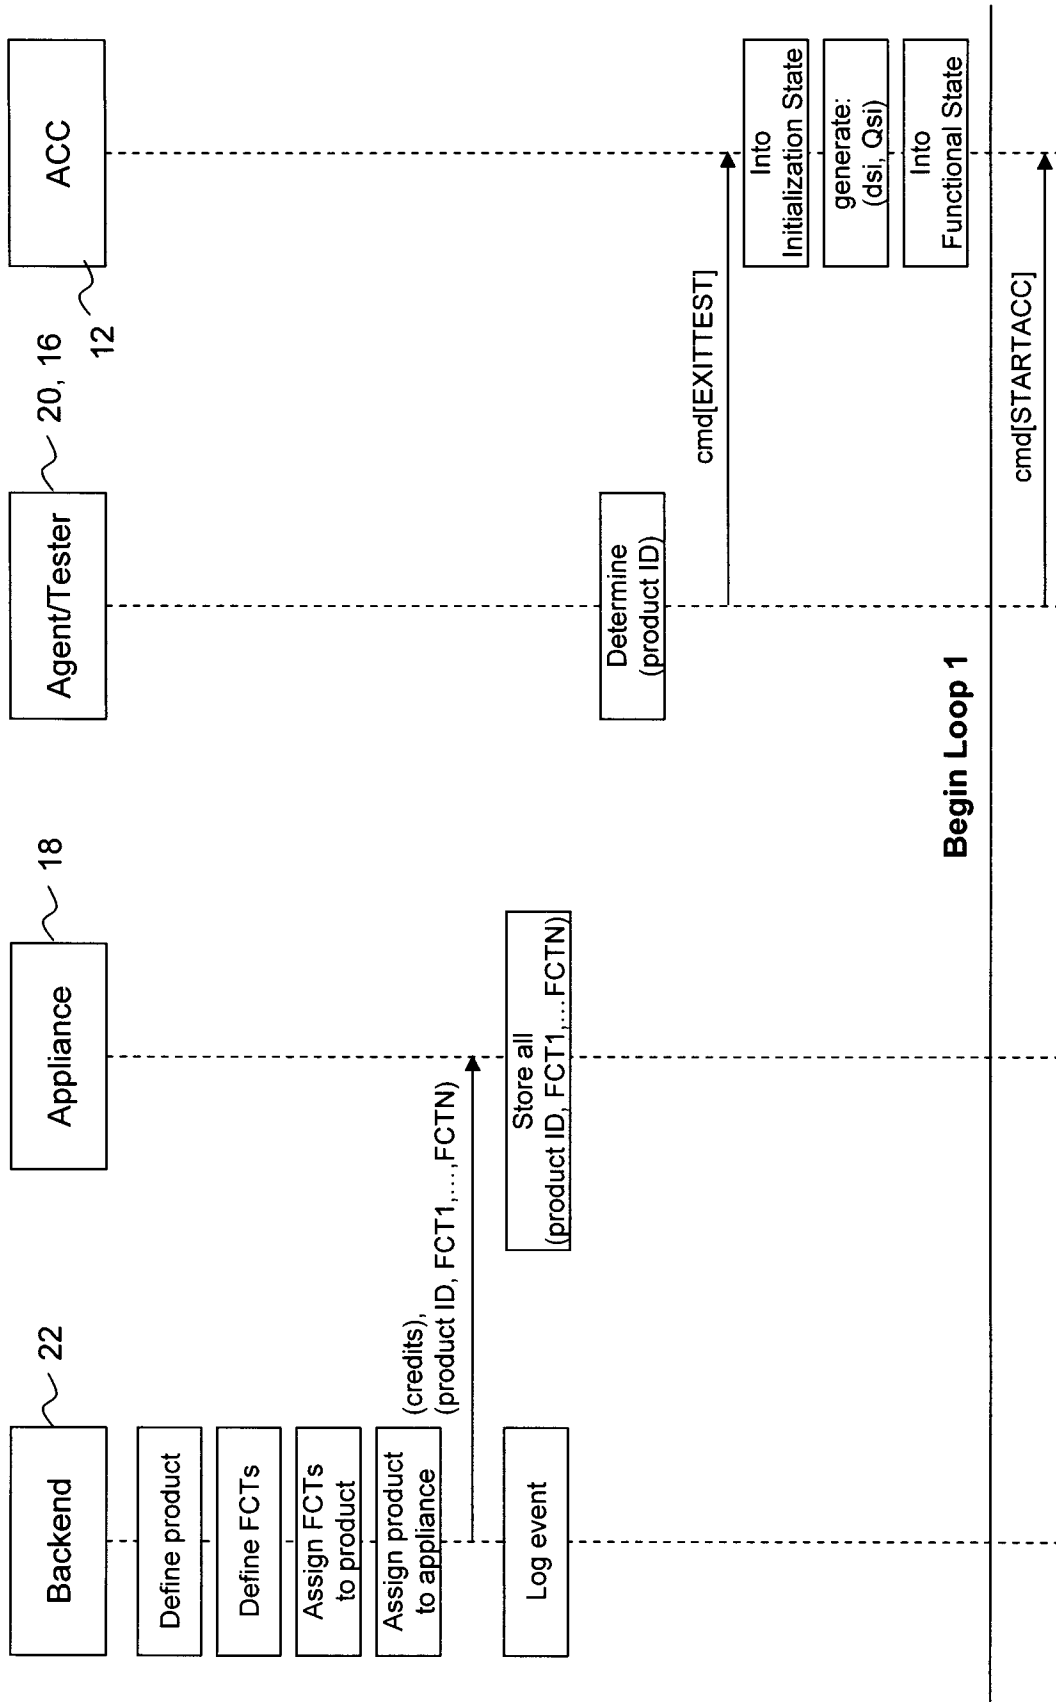 Backend
22
Appliance
18
Agent/Tester
20, 16
ACC
12
Define product
Define FCTs
Assign FCTs
to product
Assign product
to appliance
(credits),
(product ID, FCT1,...,FCTN)
Log event
Store all
(product ID, FCT1,...FCTN)
Determine
(product ID)
cmd[EXITTEST]
Into
Initialization State
generate:
(dsi, Qsi)
Into
Functional State
Begin Loop 1
cmd[STARTACC]